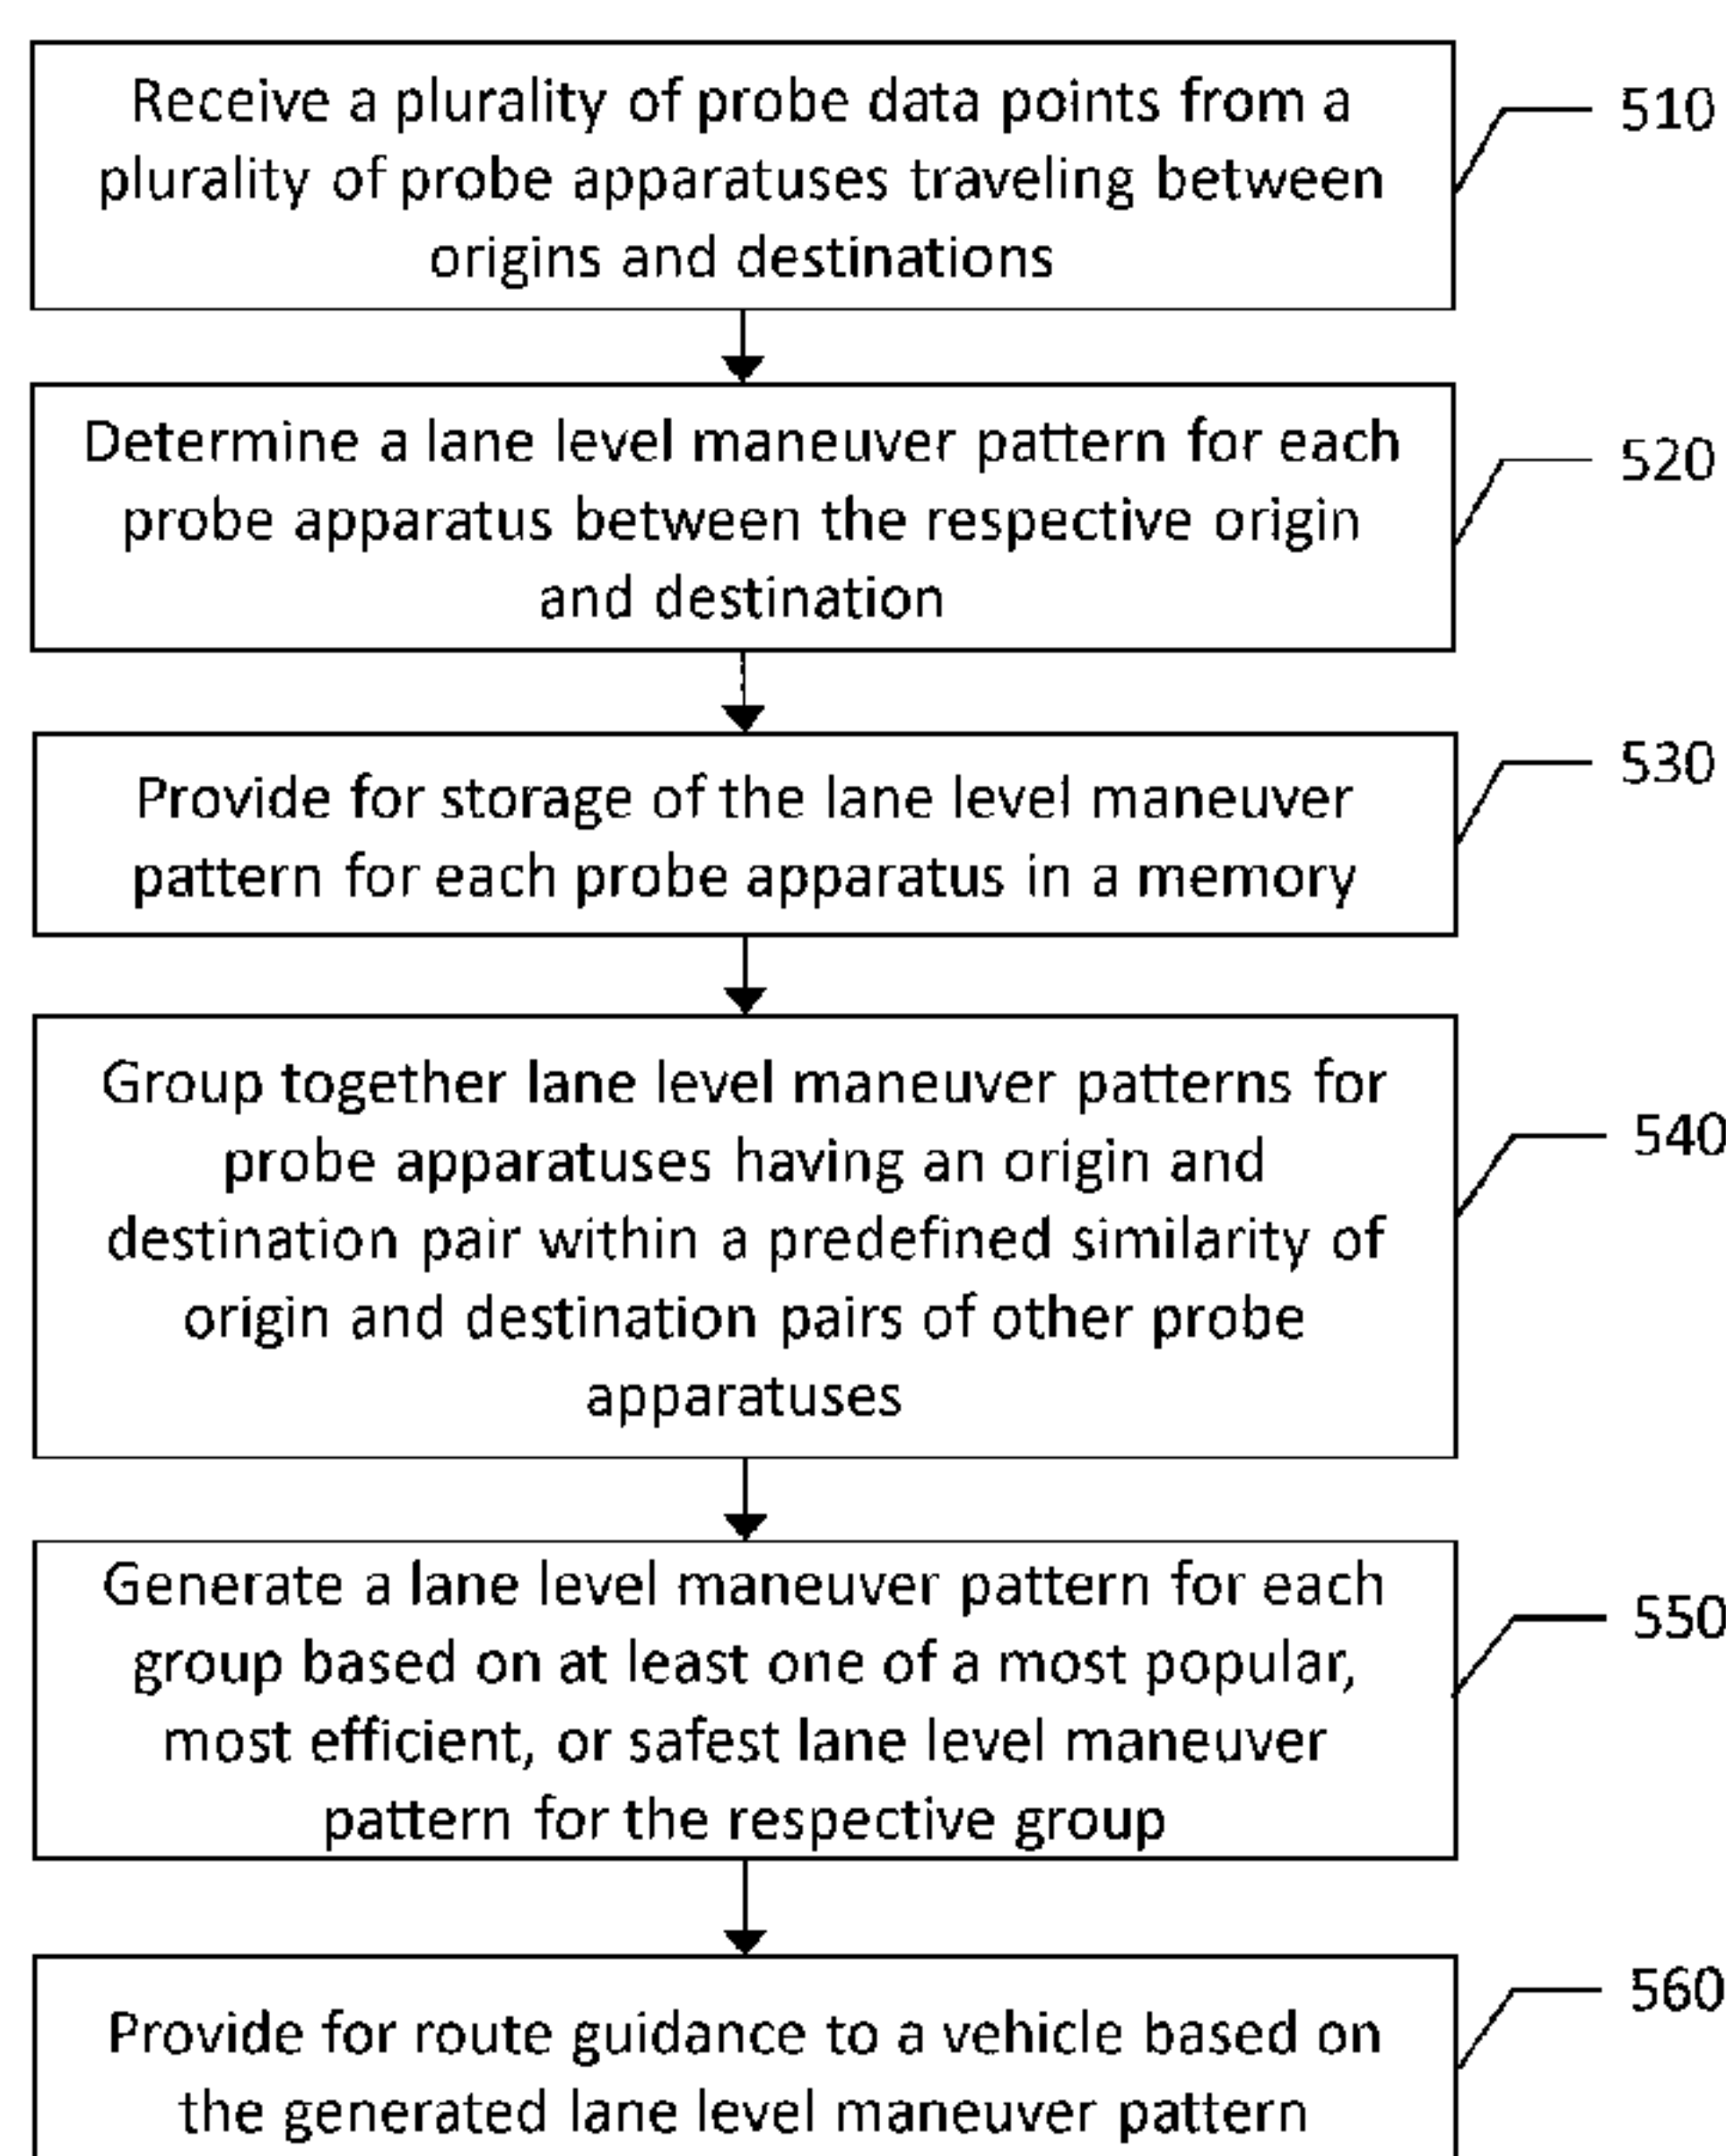 Receive a plurality of probe data points from a
plurality of probe apparatuses traveling between
origins and destinations
510
Determine a lane level maneuver pattern for each
probe apparatus between the respective origin
and destination
520
Provide for storage of the lane level maneuver
pattern for each probe apparatus in a memory
530
Group together lane level maneuver patterns for
probe apparatuses having an origin and
destination pair within a predefined similarity of
origin and destination pairs of other probe
apparatuses
540
Generate a lane level maneuver pattern for each
group based on at least one of a most popular,
most efficient, or safest lane level maneuver
pattern for the respective group
550
Provide for route guidance to a vehicle based on
the generated lane level maneuver pattern
560